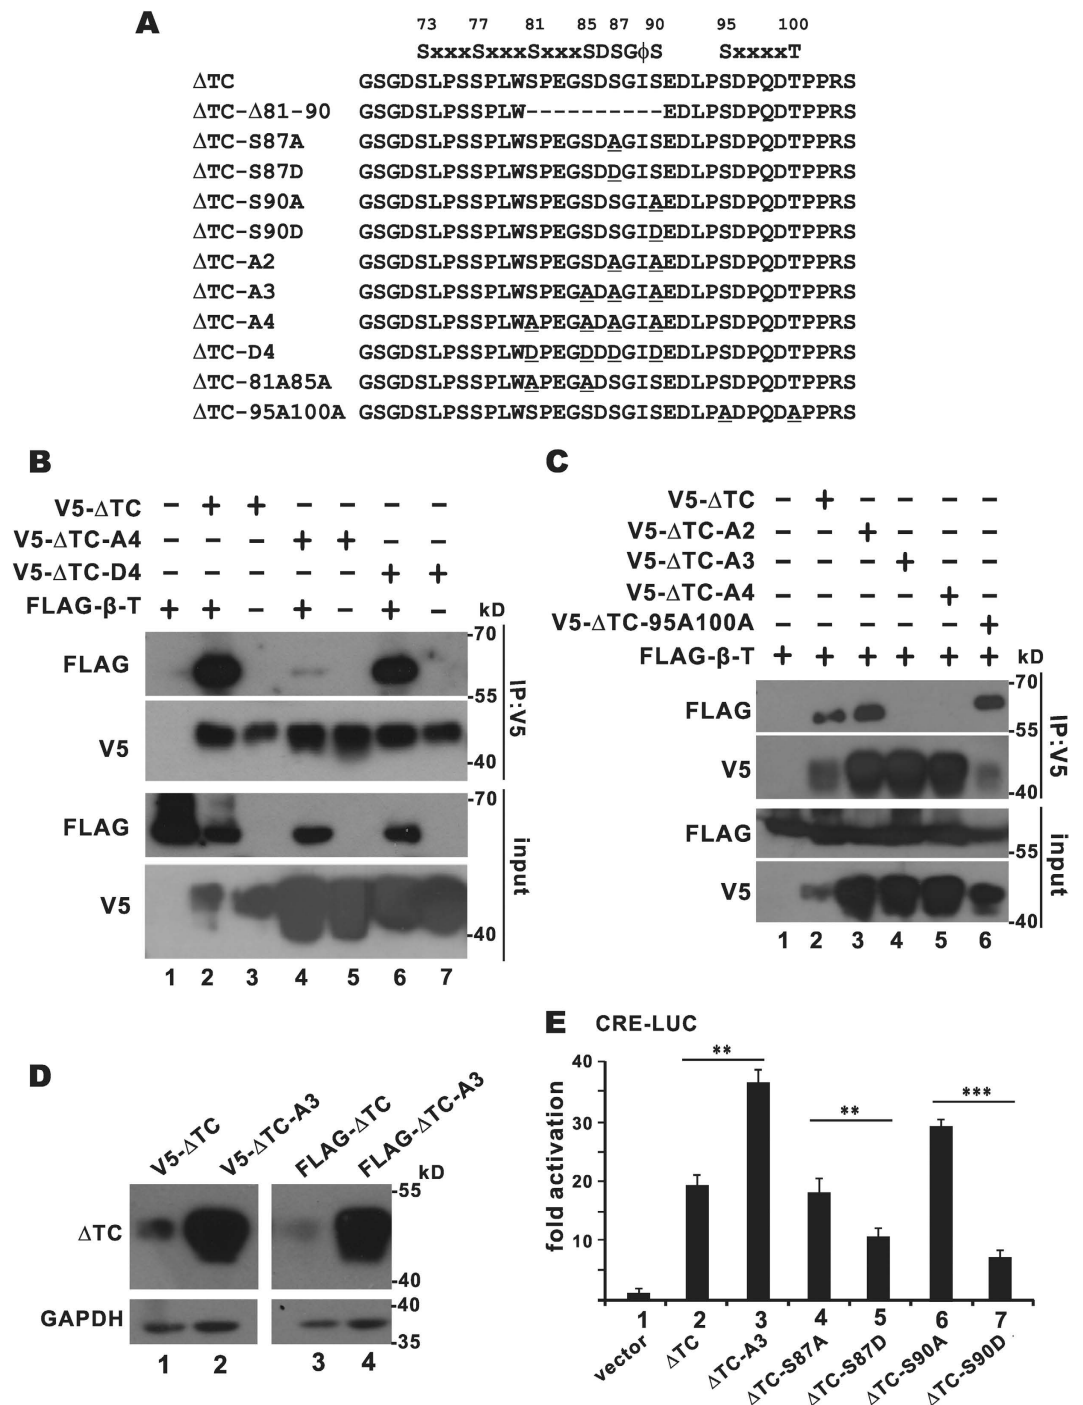 A
73 77 81 85 87 90 95 100
SxxxSxxxSxxxSDSGϕS SxxxxT
ΔTC GSGDSLPSSPLWSPEGSDSGISEDLPSDPQDTPPRS
ΔTC-Δ81-90 GSGDSLPSSPLW----------EDLPSDPQDTPPRS
ΔTC-S87A GSGDSLPSSPLWSPEGSDAGISEDLPSDPQDTPPRS
ΔTC-S87D GSGDSLPSSPLWSPEGSDDGISEDLPSDPQDTPPRS
ΔTC-S90A GSGDSLPSSPLWSPEGSDSGIAEDLPSDPQDTPPRS
ΔTC-S90D GSGDSLPSSPLWSPEGSDSGIDEDLPSDPQDTPPRS
ΔTC-A2 GSGDSLPSSPLWSPEGSDAGIAEDLPSDPQDTPPRS
ΔTC-A3 GSGDSLPSSPLWSPEGADAGIAEDLPSDPQDTPPRS
ΔTC-A4 GSGDSLPSSPLWAPEGADAGIAEDLPSDPQDTPPRS
ΔTC-D4 GSGDSLPSSPLWDPEGDDDGIDEDLPSDPQDTPPRS
ΔTC-81A85A GSGDSLPSSPLWAPEGADSGISEDLPSDPQDTPPRS
ΔTC-95A100A GSGDSLPSSPLWSPEGSDSGISEDLPADPQDAPPRS
B
V5-ΔTC – + + – – – –
V5-ΔTC-A4 – – – + + – –
V5-ΔTC-D4 – – – – – + +
FLAG-β-T + + – + – + – kD
FLAG -70
-55
V5 -40
IP:V5
FLAG -70
V5 -40
input
1 2 3 4 5 6 7
C
V5-ΔTC – + – – – –
V5-ΔTC-A2 – – + – – –
V5-ΔTC-A3 – – – + – –
V5-ΔTC-A4 – – – – + –
V5-ΔTC-95A100A – – – – – +
FLAG-β-T + + + + + + kD
FLAG -70
-55
V5 -40
IP:V5
FLAG -55
V5 -40
input
1 2 3 4 5 6
D
V5-ΔTC V5-ΔTC-A3 FLAG-ΔTC FLAG-ΔTC-A3 kD
ΔTC -55
-40
GAPDH -40
-35
1 2 3 4
E CRE-LUC
fold activation
40
30
20
10
** ** ***
1 2 3 4 5 6 7
vector ΔTC ΔTC-A3 ΔTC-S87A ΔTC-S87D ΔTC-S90A ΔTC-S90D